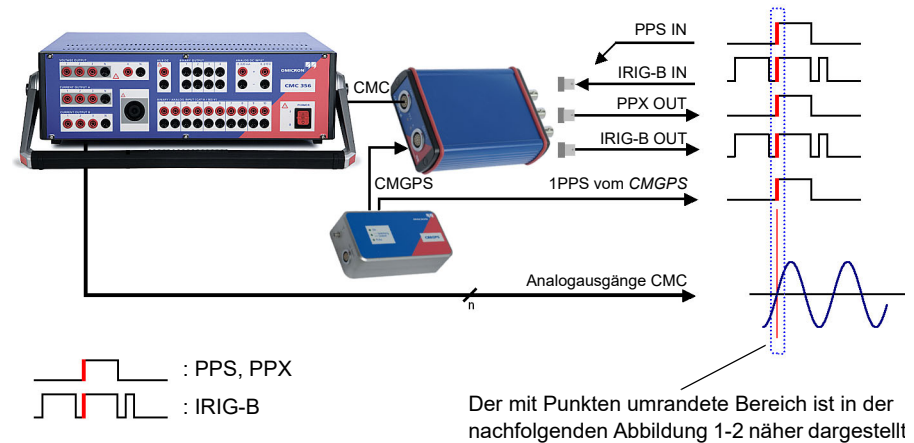 PPS IN
IRIG-B IN
PPX OUT
IRIG-B OUT
CMC
OMICRON
CMC 356
CMGPS
1PPS vom CMGPS
Analogausgänge CMC
n
: PPS, PPX
: IRIG-B
Der mit Punkten umrandete Bereich ist in der
nachfolgenden Abbildung 1-2 näher dargestellt